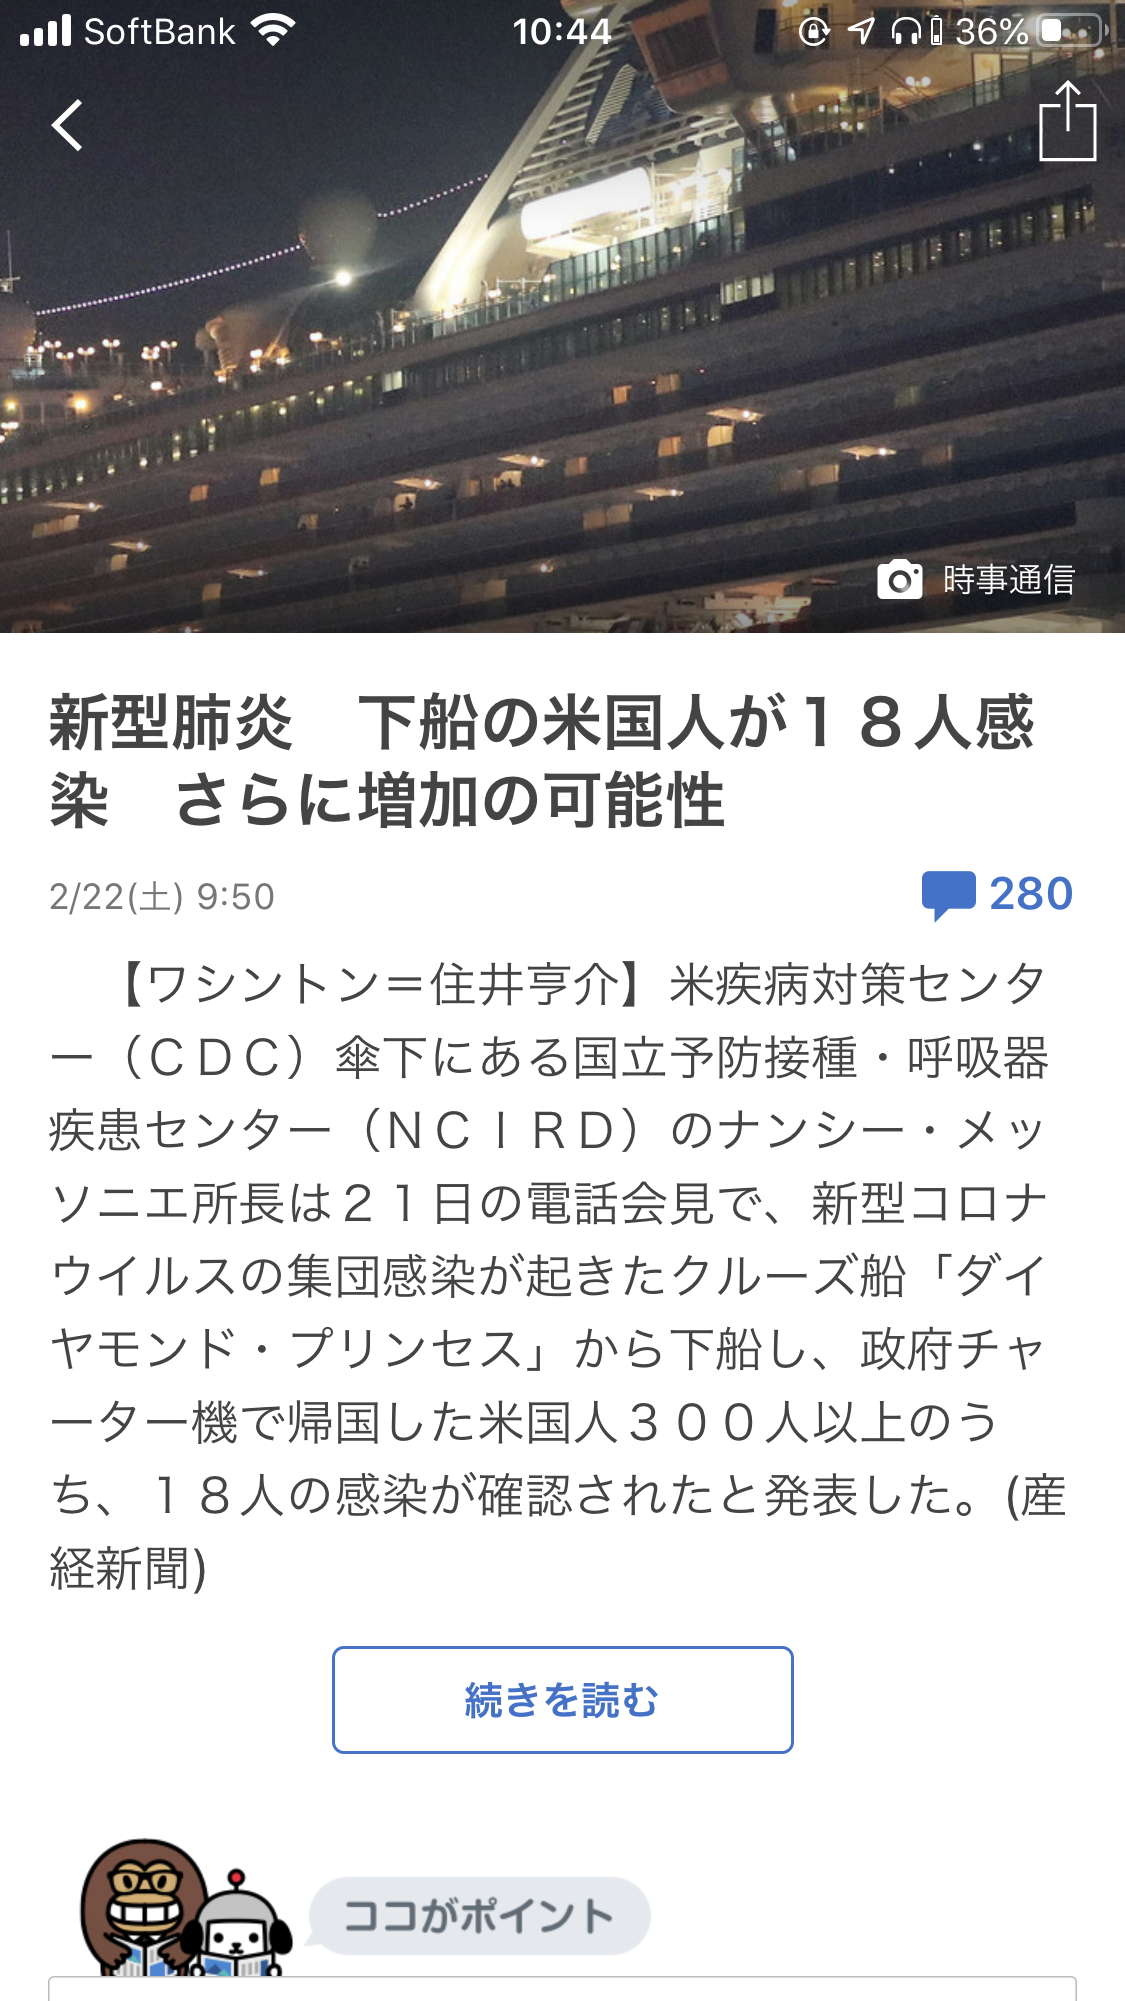 SoftBank 10:44 36%
時事通信
新型肺炎　下船の米国人が１８人感
染　さらに増加の可能性
2/22(土) 9:50 280
【ワシントン＝住井亨介】米疾病対策センタ
ー（ＣＤＣ）傘下にある国立予防接種・呼吸器
疾患センター（ＮＣＩＲＤ）のナンシー・メッ
ソニエ所長は２１日の電話会見で、新型コロナ
ウイルスの集団感染が起きたクルーズ船「ダイ
ヤモンド・プリンセス」から下船し、政府チャ
ーター機で帰国した米国人３００人以上のう
ち、１８人の感染が確認されたと発表した。(産
経新聞)
続きを読む
ココがポイント